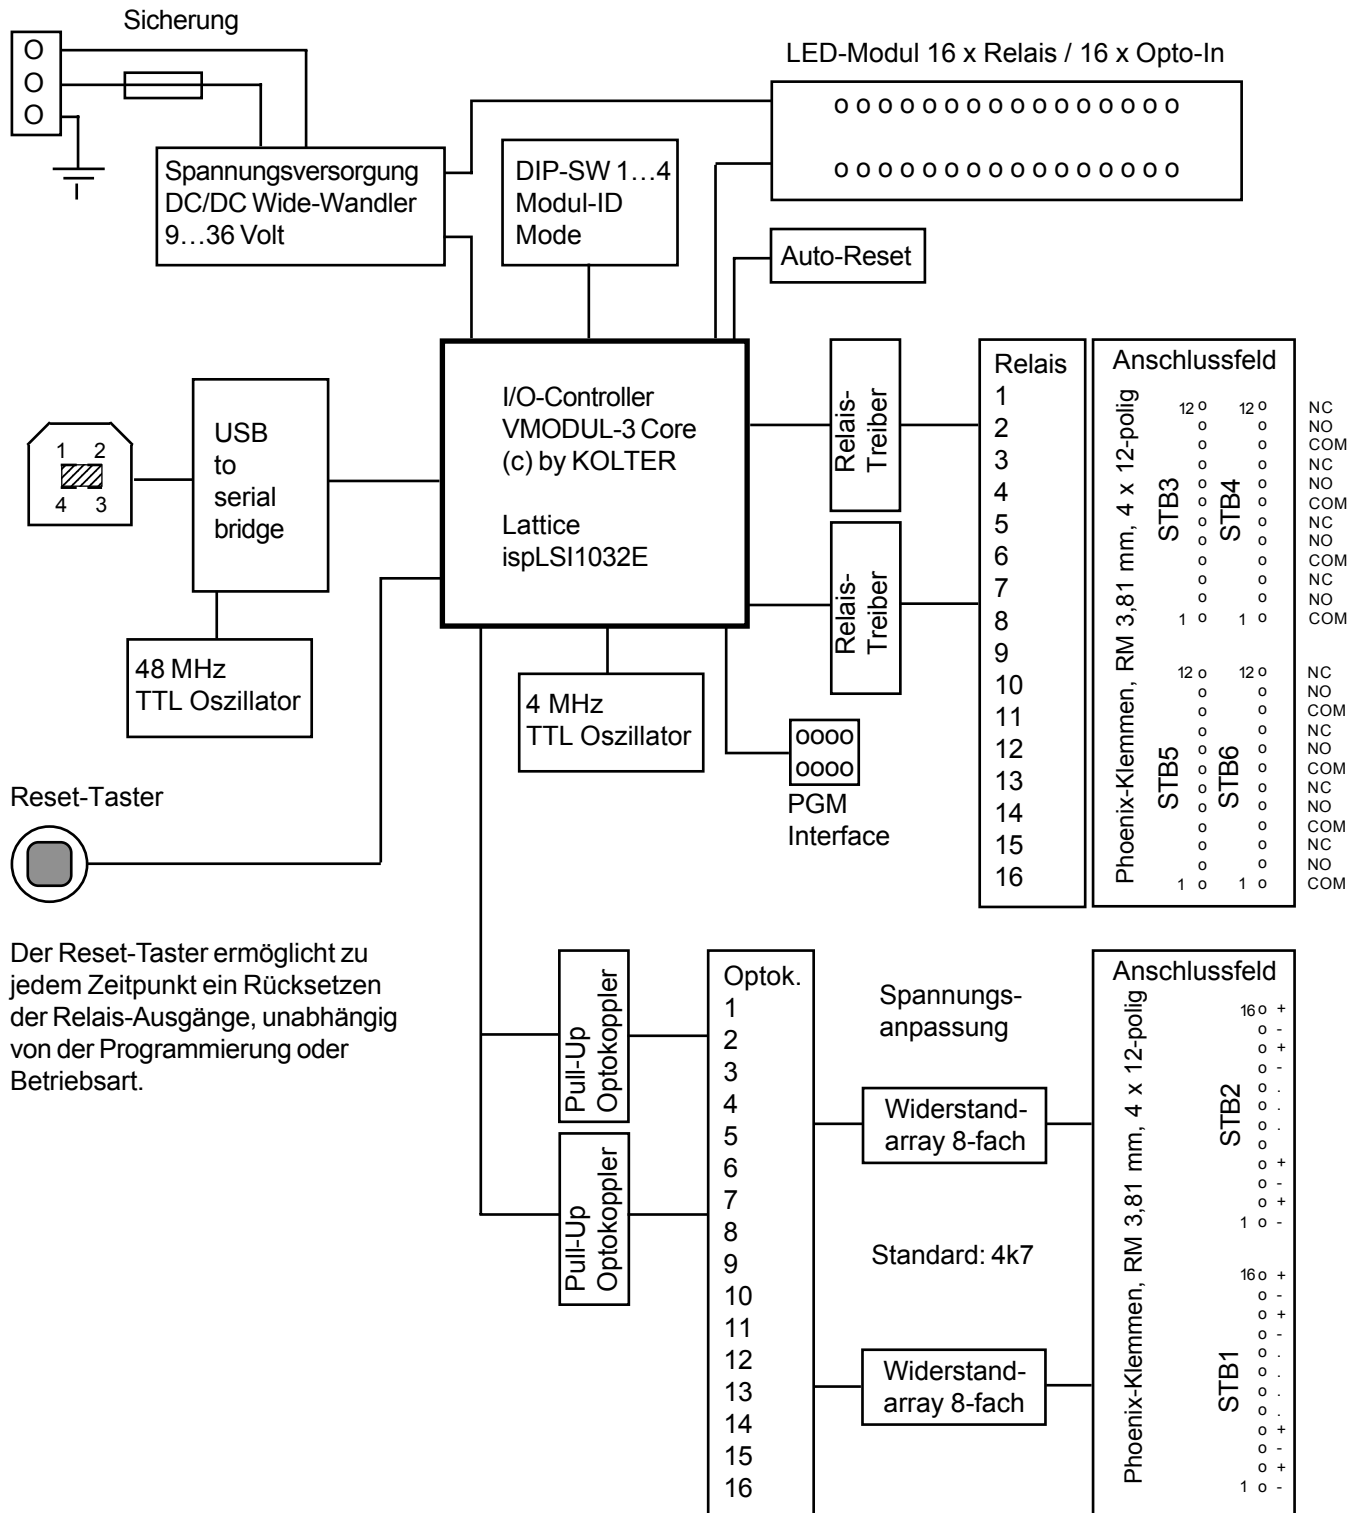 Sicherung
O
O
O
LED-Modul 16 x Relais / 16 x Opto-In
o o o o o o o o o o o o o o o o
o o o o o o o o o o o o o o o o
Spannungsversorgung
DC/DC Wide-Wandler
9…36 Volt
DIP-SW 1…4
Modul-ID
Mode
Auto-Reset
1 2
4 3
USB
to
serial
bridge
I/O-Controller
VMODUL-3 Core
(c) by KOLTER
Lattice
ispLSI1032E
Relais-
Treiber
Relais-
Treiber
Relais
1
2
3
4
5
6
7
8
9
10
11
12
13
14
15
16
Anschlussfeld
Phoenix-Klemmen, RM 3,81 mm, 4 x 12-polig
STB3
STB4
12 o 12 o NC
o o NO
o o COM
o o NC
o o NO
o o COM
o o NC
o o NO
o o COM
o o NC
o o NO
1 o 1 o COM
STB5
STB6
12 o 12 o NC
o o NO
o o COM
o o NC
o o NO
o o COM
o o NC
o o NO
o o COM
o o NC
o o NO
1 o 1 o COM
48 MHz
TTL Oszillator
4 MHz
TTL Oszillator
oooo
oooo
PGM
Interface
Reset-Taster
Der Reset-Taster ermöglicht zu
jedem Zeitpunkt ein Rücksetzen
der Relais-Ausgänge, unabhängig
von der Programmierung oder
Betriebsart.
Pull-Up
Optokoppler
Pull-Up
Optokoppler
Optok.
1
2
3
4
5
6
7
8
9
10
11
12
13
14
15
16
Spannungs-
anpassung
Widerstand-
array 8-fach
Standard: 4k7
Widerstand-
array 8-fach
Anschlussfeld
Phoenix-Klemmen, RM 3,81 mm, 4 x 12-polig
STB2
16 o +
o -
o +
o -
o .
o .
o .
o
o +
o -
o +
1 o -
STB1
16 o +
o -
o +
o -
o .
o .
o .
o .
o +
o -
o +
1 o -